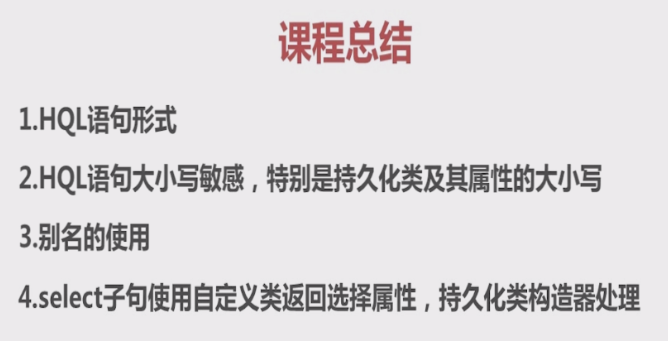 课程总结
1.HQL语句形式
2.HQL语句大小写敏感，特别是持久化类及其属性的大小写
3.别名的使用
4.select子句使用自定义类返回选择属性，持久化类构造器处理